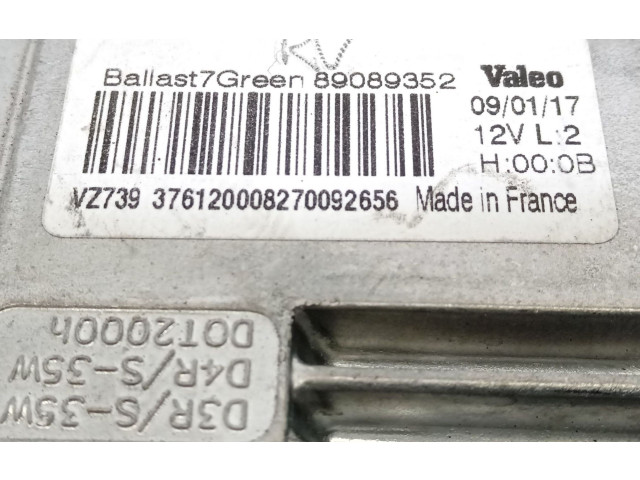 KV
Ballast7Green 89089352 Valeo
09/01/17
12V L:2
H:00:0B
VZ739 376120008270092656 Made in France
D3R/S-35W
D4R/S-35W
DOT2000h